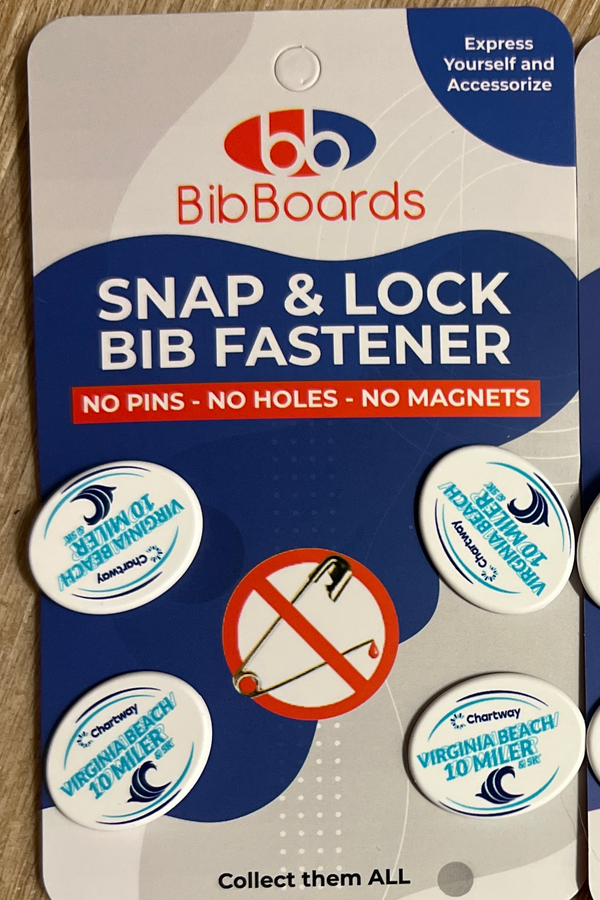 Express
Yourself and
Accessorize
bb
BibBoards
SNAP & LOCK
BIB FASTENER
NO PINS - NO HOLES - NO MAGNETS
Chartway
VIRGINIA BEACH/
10 MILER
& 5K
Chartway
VIRGINIA BEACH/
10 MILER
& 5K
Chartway
VIRGINIA BEACH/
10 MILER
& 5K
Chartway
VIRGINIA BEACH/
10 MILER
& 5K
Collect them ALL